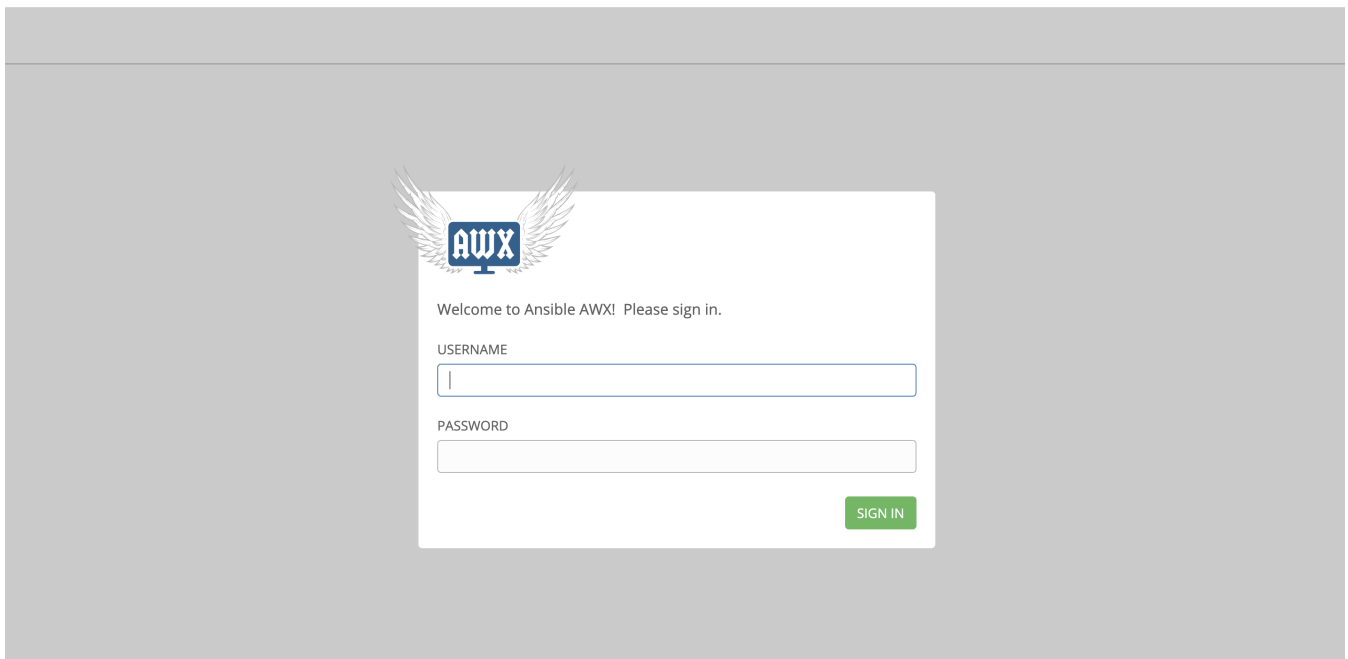 AWX
Welcome to Ansible AWX! Please sign in.
USERNAME
PASSWORD
SIGN IN